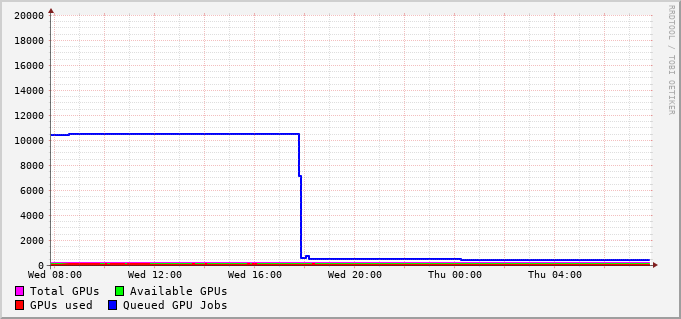 20000
18000
16000
14000
12000
10000
8000
6000
4000
2000
0
Wed 08:00 Wed 12:00 Wed 16:00 Wed 20:00 Thu 00:00 Thu 04:00
Total GPUs Available GPUs
GPUs used Queued GPU Jobs
RRDTOOL / TOBI OETIKER